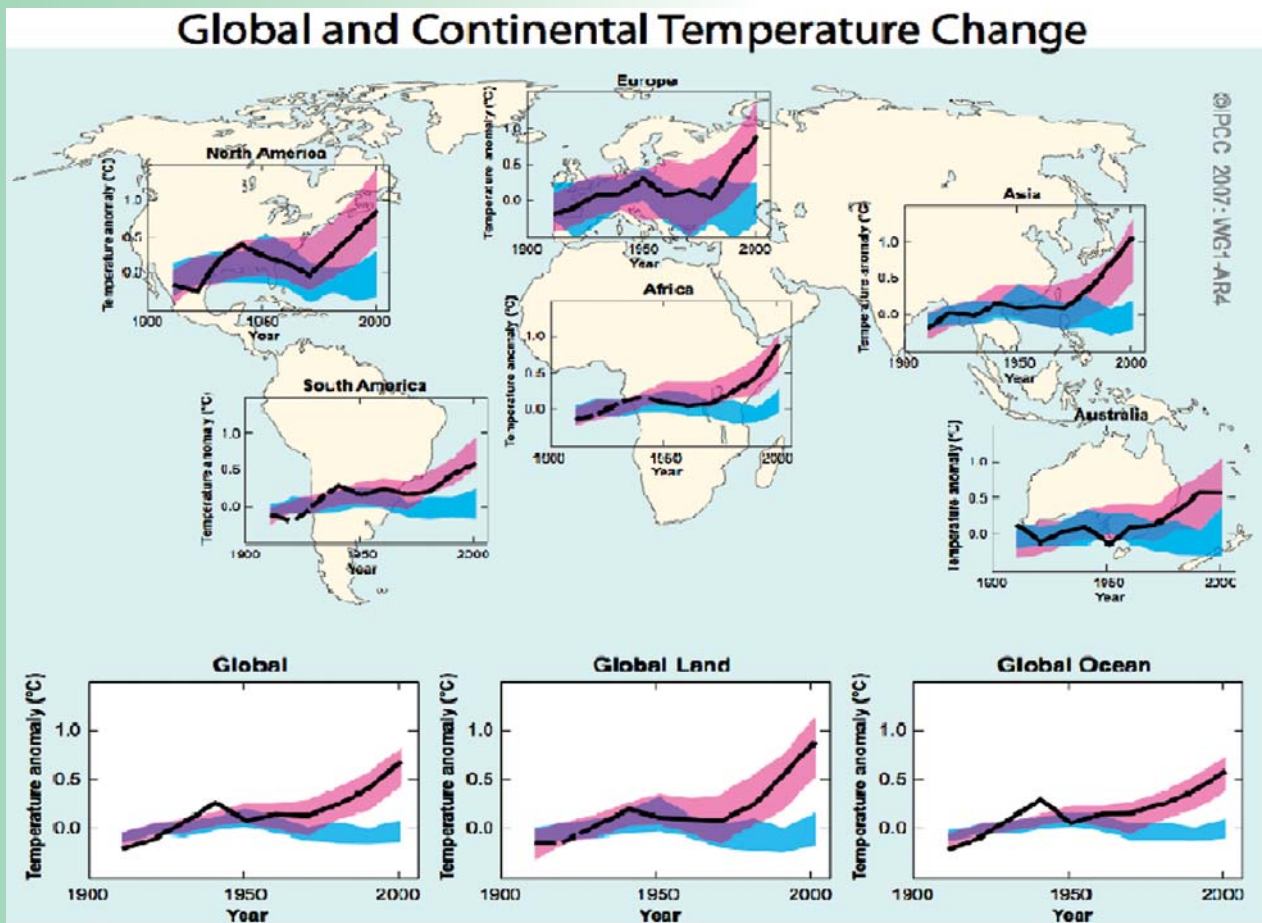 Global and Continental Temperature Change
©IPCC 2007: WG1-AR4
Europe
Temperature anomaly (°C)
1.0
0.5
0.0
1900
1950
2000
Year
North America
Temperature anomaly (°C)
1.0
0.5
0.0
1900
1950
2000
Year
Asia
Temperature anomaly (°C)
1.0
0.5
0.0
1900
1950
2000
Year
Africa
Temperature anomaly (°C)
1.0
0.5
0.0
1900
1950
2000
Year
South America
Temperature anomaly (°C)
1.0
0.5
0.0
1900
1950
2000
Year
Australia
Temperature anomaly (°C)
1.0
0.5
0.0
1900
1950
2000
Year
Global
Temperature anomaly (°C)
1.0
0.5
0.0
1900
1950
2000
Year
Global Land
Temperature anomaly (°C)
1.0
0.5
0.0
1900
1950
2000
Year
Global Ocean
Temperature anomaly (°C)
1.0
0.5
0.0
1900
1950
2000
Year